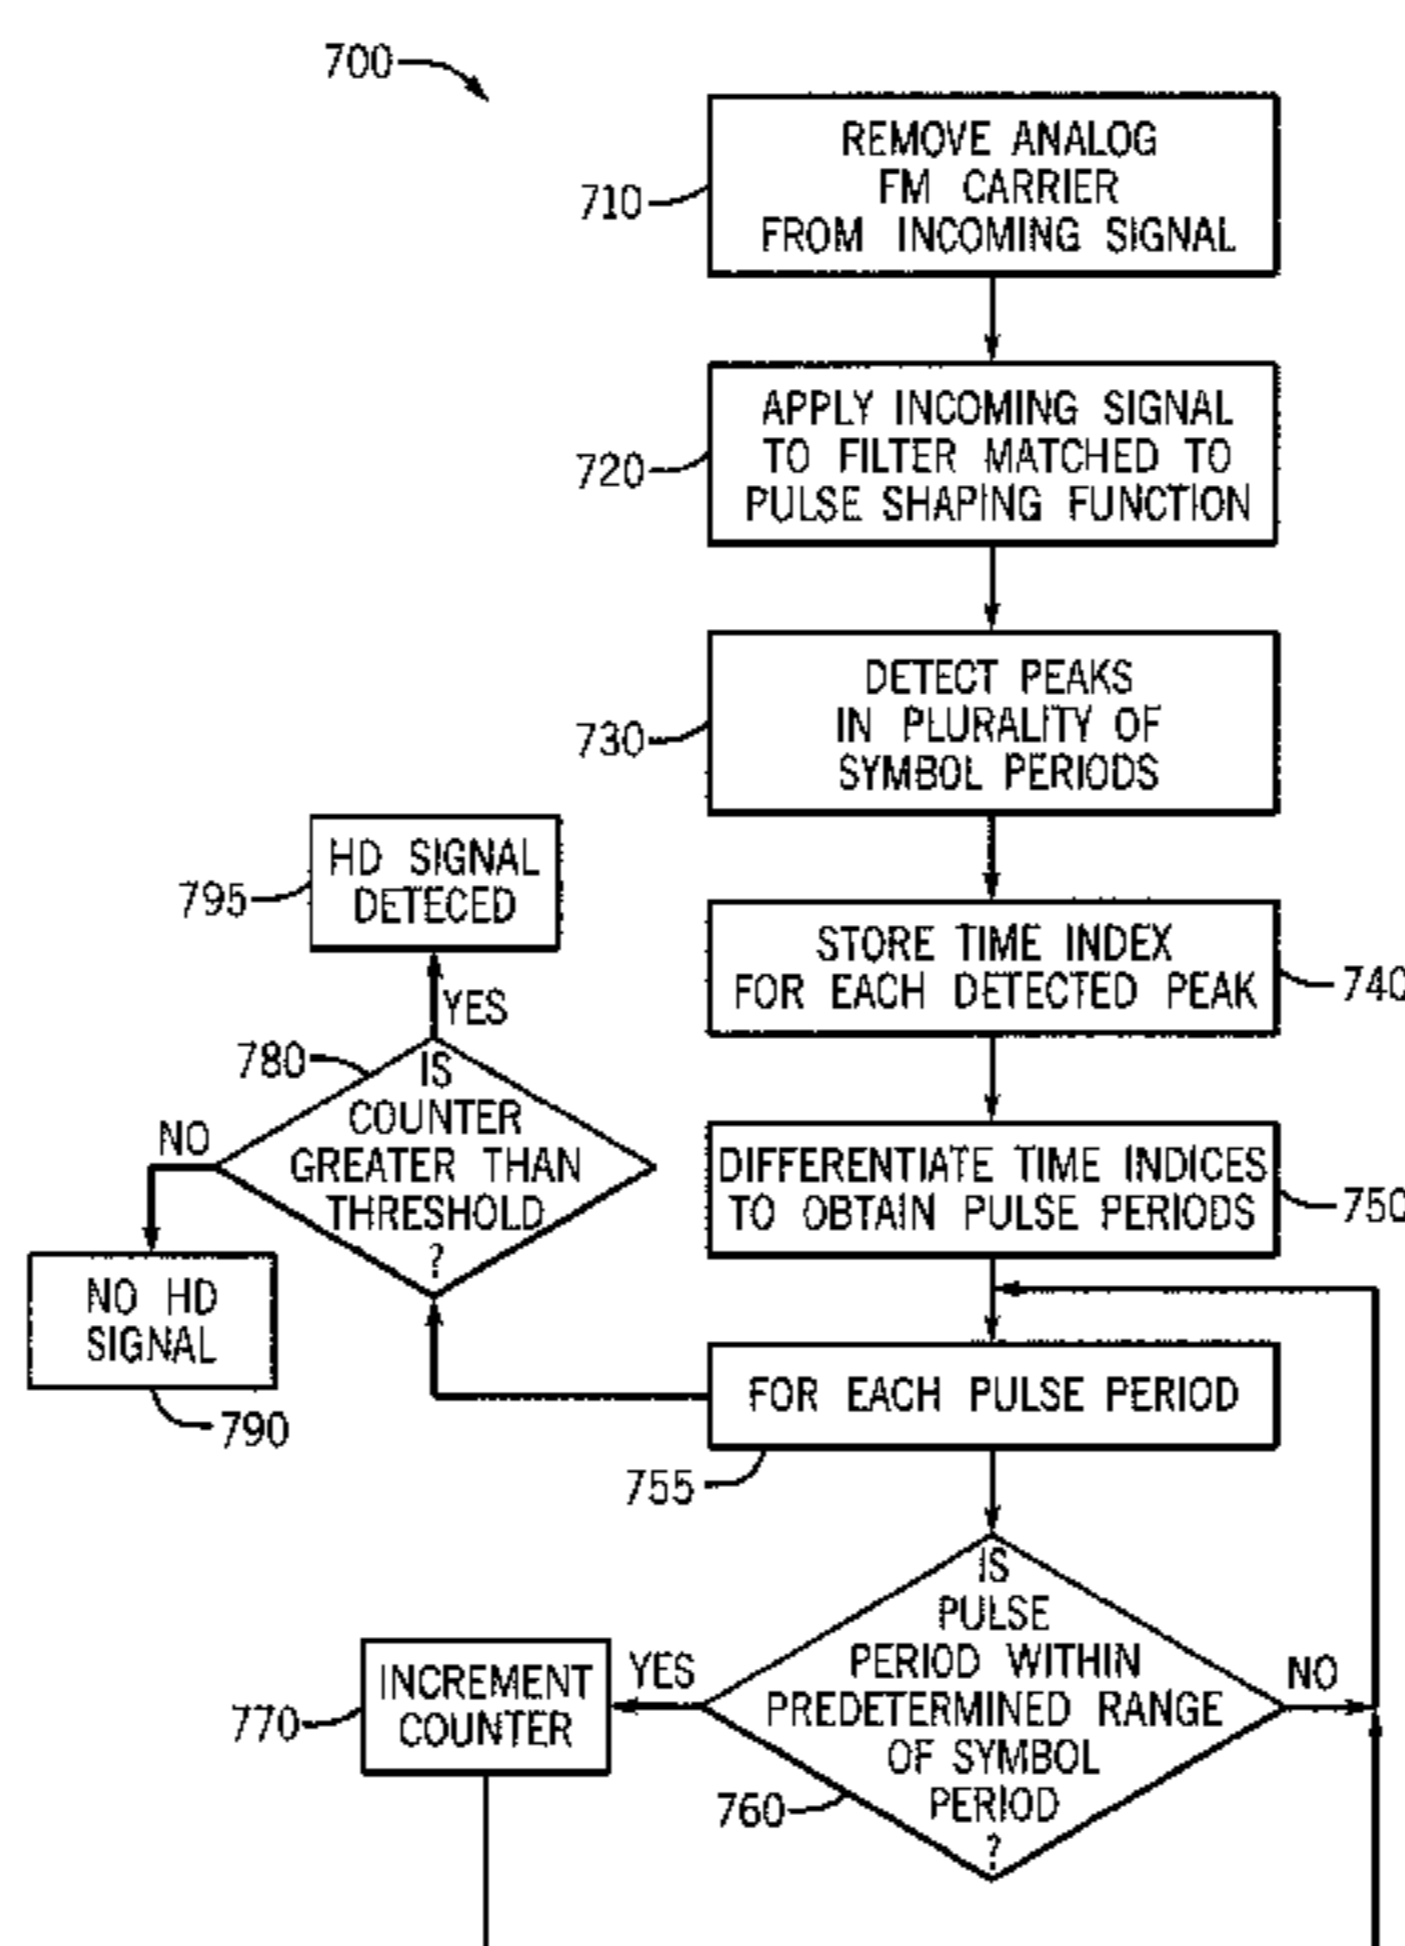 700
710
REMOVE ANALOG
FM CARRIER
FROM INCOMING SIGNAL
720
APPLY INCOMING SIGNAL
TO FILTER MATCHED TO
PULSE SHAPING FUNCTION
730
DETECT PEAKS
IN PLURALITY OF
SYMBOL PERIODS
795
HD SIGNAL
DETECED
STORE TIME INDEX
FOR EACH DETECTED PEAK
740
YES
780
IS
COUNTER
GREATER THAN
THRESHOLD
?
NO
DIFFERENTIATE TIME INDICES
TO OBTAIN PULSE PERIODS
750
NO HD
SIGNAL
790
FOR EACH PULSE PERIOD
755
IS
PULSE
PERIOD WITHIN
PREDETERMINED RANGE
OF SYMBOL
PERIOD
?
YES
NO
INCREMENT
COUNTER
770
760